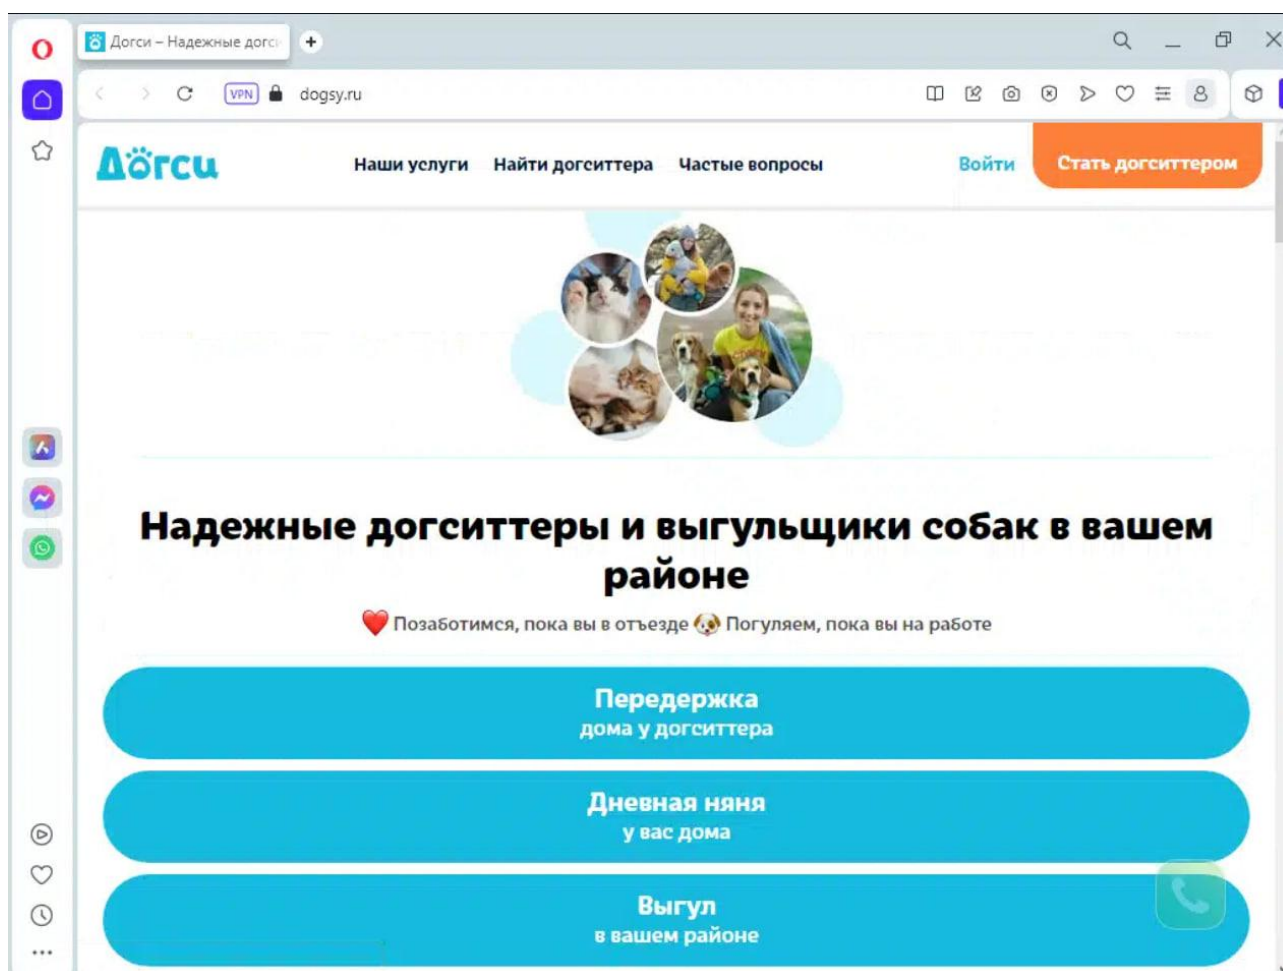 Догси – Надежные догси
VPN dogsy.ru
Догси
Наши услуги Найти догситтера Частые вопросы Войти Стать догситтером
Надежные догситтеры и выгульщики собак в вашем
районе
❤️ Позаботимся, пока вы в отъезде 🐶 Погуляем, пока вы на работе
Передержка
дома у догситтера
Дневная няня
у вас дома
Выгул
в вашем районе